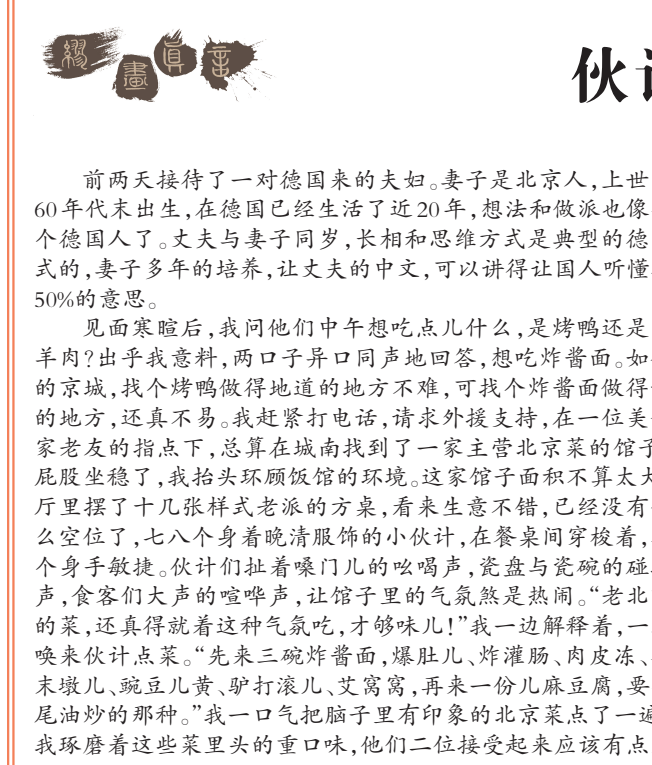 缪畫真言
伙计
前两天接待了一对德国来的夫妇。妻子是北京人,上世
60年代末出生,在德国已经生活了近20年,想法和做派也像
个德国人了。丈夫与妻子同岁,长相和思维方式是典型的德
式的,妻子多年的培养,让丈夫的中文,可以讲得让国人听懂
50%的意思。
见面寒暄后,我问他们中午想吃点儿什么,是烤鸭还是
羊肉?出乎我意料,两口子异口同声地回答,想吃炸酱面。如
的京城,找个烤鸭做得地道的地方不难,可找个炸酱面做得
的地方,还真不易。我赶紧打电话,请求外援支持,在一位美
家老友的指点下,总算在城南找到了一家主营北京菜的馆子
屁股坐稳了,我抬头环顾饭馆的环境。这家馆子面积不算太大
厅里摆了十几张样式老派的方桌,看来生意不错,已经没有
么空位了,七八个身着晚清服饰的小伙计,在餐桌间穿梭着,
个身手敏捷。伙计们扯着嗓门儿的吆喝声,瓷盘与瓷碗的碰
声,食客们大声的喧哗声,让馆子里的气氛煞是热闹。“老北
的菜,还真得就着这种气氛吃,才够味儿!”我一边解释着,一
唤来伙计点菜。“先来三碗炸酱面,爆肚儿、炸灌肠、肉皮冻、
末墩儿、豌豆儿黄、驴打滚儿、艾窝窝,再来一份儿麻豆腐,要
尾油炒的那种。”我一口气把脑子里有印象的北京菜点了一遍
我琢磨着这些菜里头的重口味,他们二位接受起来应该有点